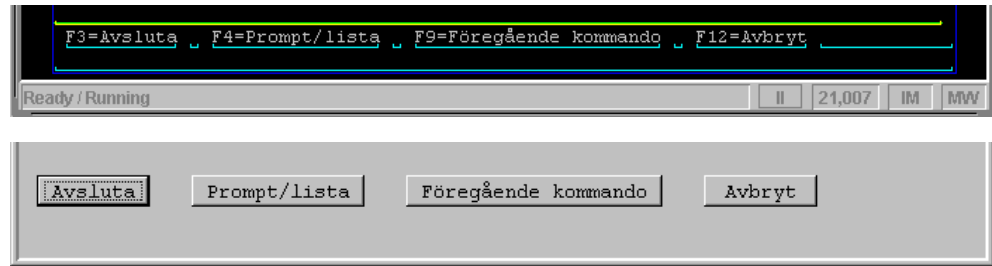 F3=Avsluta F4=Prompt/lista F9=Föregående kommando F12=Avbryt
Ready / Running II 21,007 IM MW
Avsluta Prompt/lista Föregående kommando Avbryt